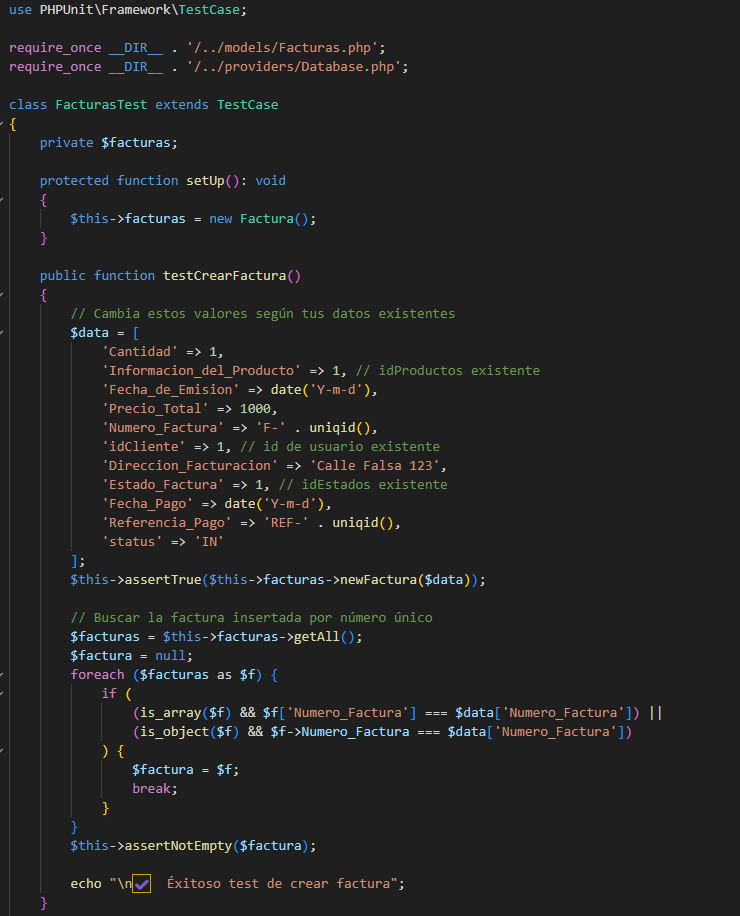 use PHPUnit\Framework\TestCase;
require_once __DIR__ . '/../models/Facturas.php';
require_once __DIR__ . '/../providers/Database.php';
class FacturasTest extends TestCase
{
private $facturas;
protected function setUp(): void
{
$this->facturas = new Factura();
}
public function testCrearFactura()
{
// Cambia estos valores según tus datos existentes
$data = [
'Cantidad' => 1,
'Informacion_del_Producto' => 1, // idProductos existente
'Fecha_de_Emision' => date('Y-m-d'),
'Precio_Total' => 1000,
'Numero_Factura' => 'F-' . uniqid(),
'idCliente' => 1, // id de usuario existente
'Direccion_Facturacion' => 'Calle Falsa 123',
'Estado_Factura' => 1, // idEstados existente
'Fecha_Pago' => date('Y-m-d'),
'Referencia_Pago' => 'REF-' . uniqid(),
'status' => 'IN'
];
$this->assertTrue($this->facturas->newFactura($data));
// Buscar la factura insertada por número único
$facturas = $this->facturas->getAll();
$factura = null;
foreach ($facturas as $f) {
if (
(is_array($f) && $f['Numero_Factura'] === $data['Numero_Factura']) ||
(is_object($f) && $f->Numero_Factura === $data['Numero_Factura'])
) {
$factura = $f;
break;
}
}
$this->assertNotEmpty($factura);
echo "\n✔ Éxitoso test de crear factura";
}